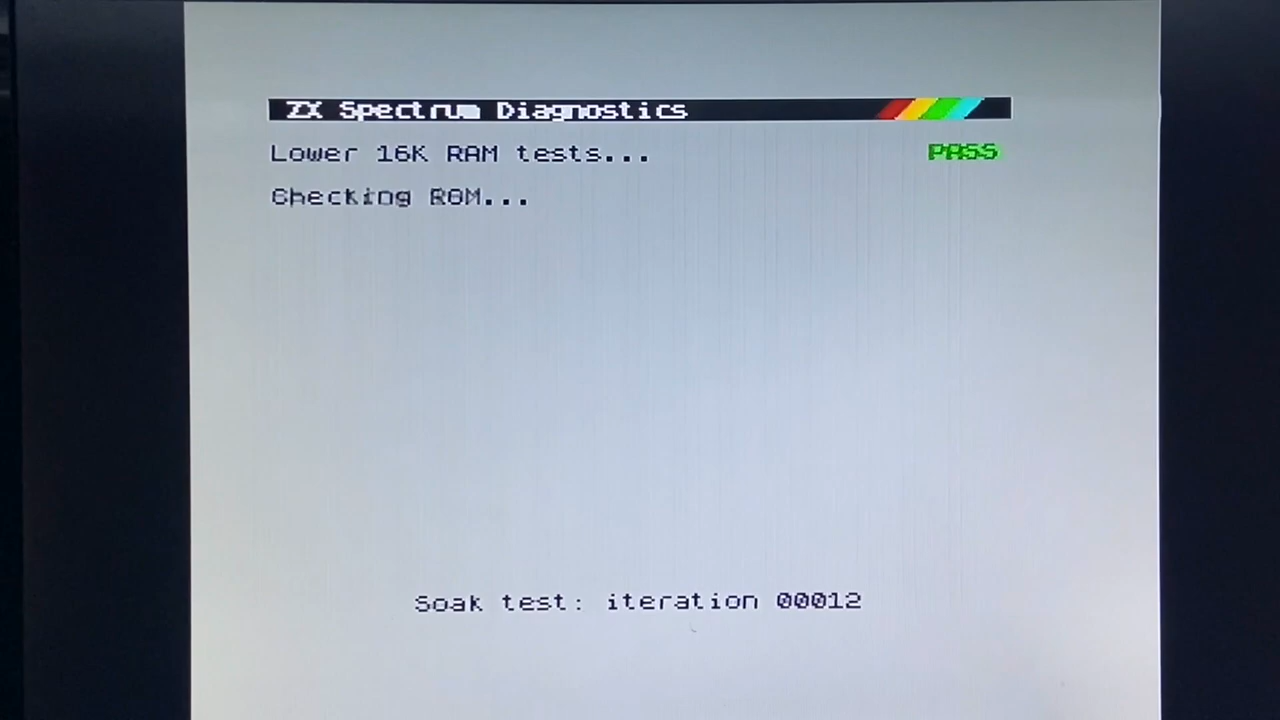 ZX Spectrum Diagnostics
Lower 16K RAM tests... PASS
Checking ROM...
Soak test: iteration 00012